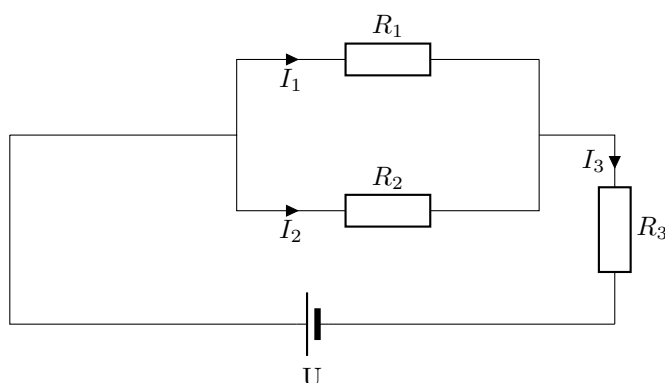 R₁
I₁
R₂
I₂
I₃
R₃
U